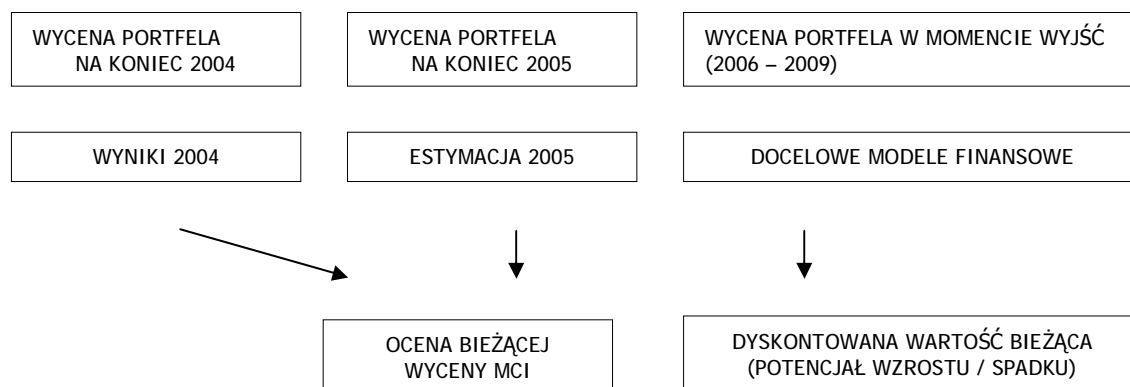 WYCENA PORTFELA
NA KONIEC 2004
WYCENA PORTFELA
NA KONIEC 2005
WYCENA PORTFELA W MOMENCIE WYJŚĆ
(2006 – 2009)
WYNIKI 2004
ESTYMACJA 2005
DOCELOWE MODELE FINANSOWE
OCENA BIEŻĄCEJ
WYCENY MCI
DYSKONTOWANA WARTOŚĆ BIEŻĄCA
(POTENCJAŁ WZROSTU / SPADKU)